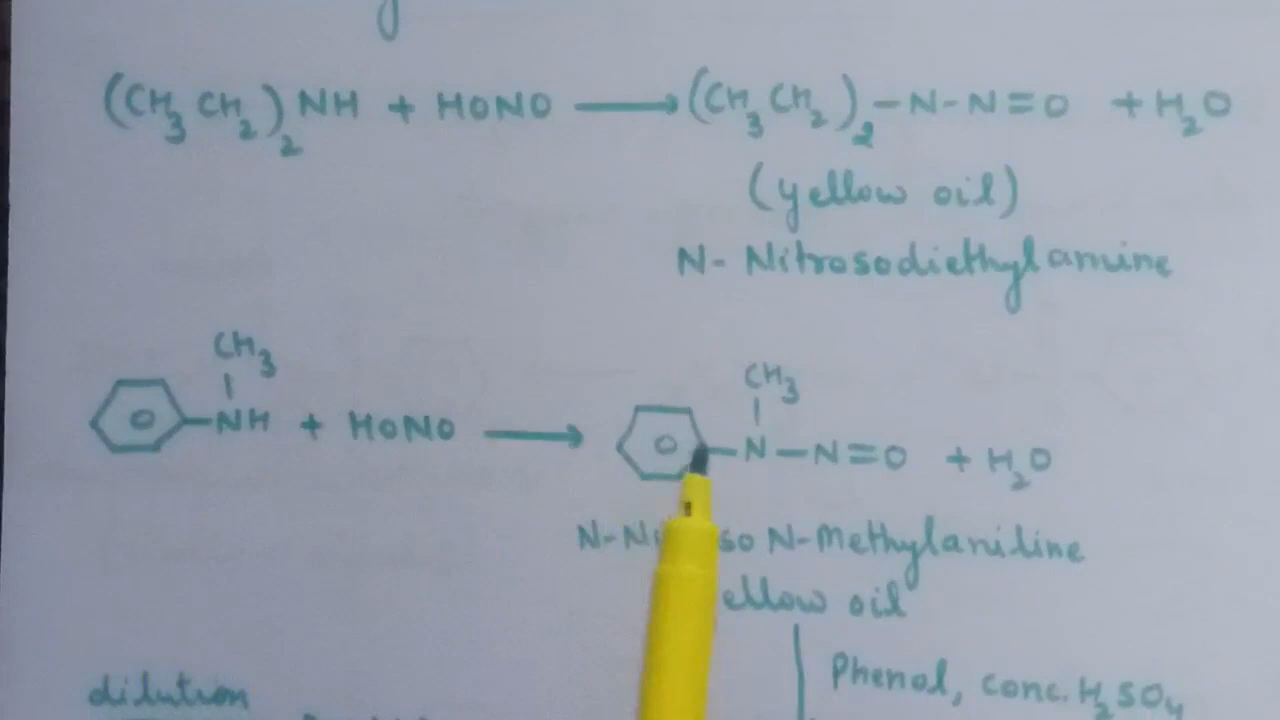 (CH₃CH₂)₂NH + HONO ⟶ (CH₃CH₂)₂-N-N=O + H₂O
(yellow oil)
N-Nitrosodiethylamine
CH₃
CH₃
NH + HONO ⟶ N-N=O + H₂O
so N-Methylaniline
ellow oil
dilution
Phenol, conc. H₂SO₄